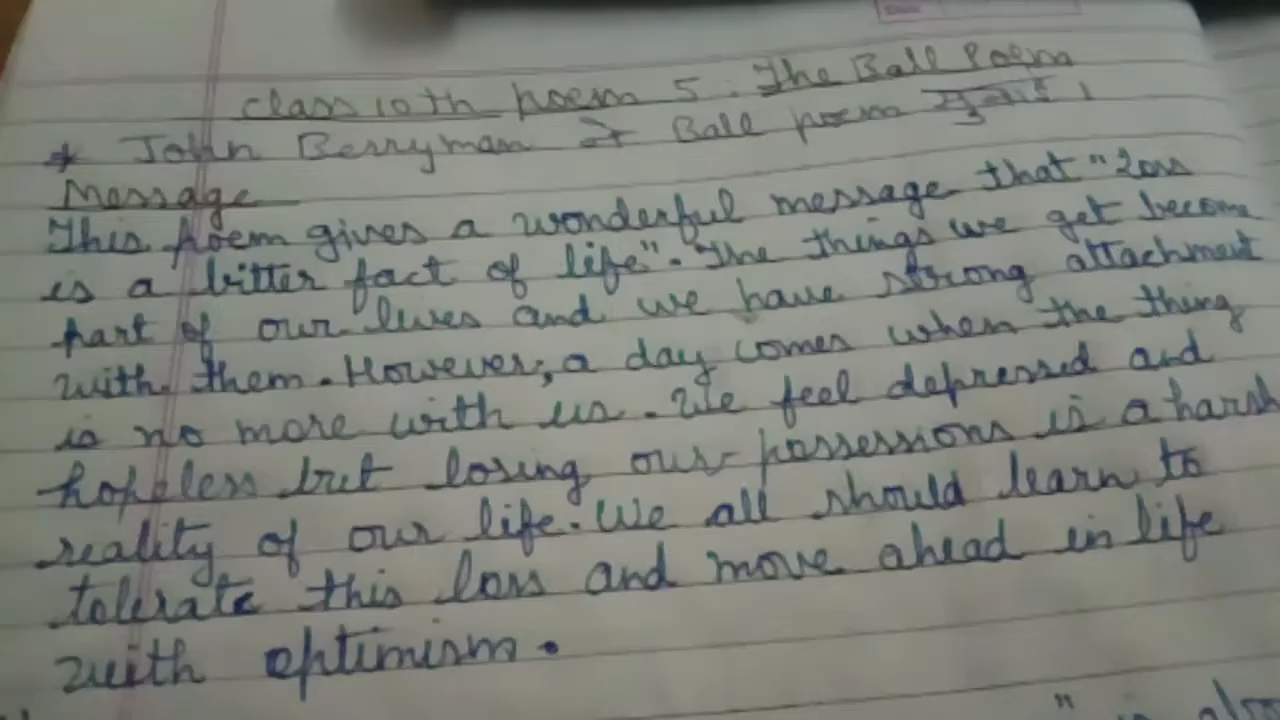 class 10th poem 5. The Ball Poem
* John Berryman ने Ball poem सुनाई।
Message
This poem gives a wonderful message that "Loss
is a bitter fact of life". The things we get become
part of our lives and we have strong attachment
with them. However, a day comes when the thing
is no more with us. We feel depressed and
hopeless but losing our possessions is a harsh
reality of our life. We all should learn to
tolerate this loss and move ahead in life
with optimism.